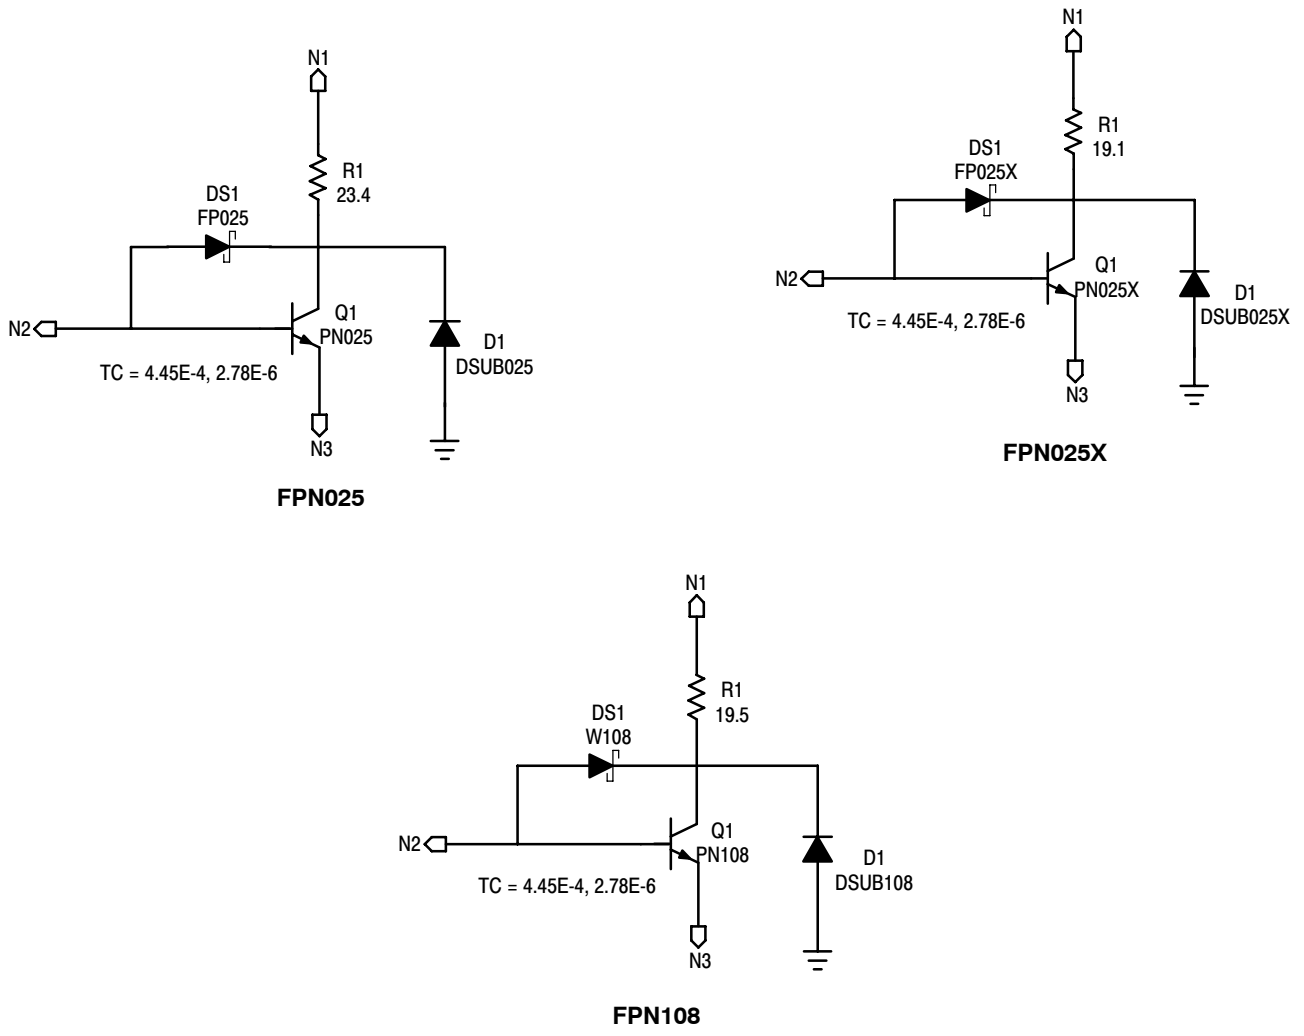 N1
R1
23.4
DS1
FP025
Q1
PN025
N2
TC = 4.45E-4, 2.78E-6
D1
DSUB025
N3
FPN025
N1
R1
19.1
DS1
FP025X
Q1
PN025X
N2
TC = 4.45E-4, 2.78E-6
D1
DSUB025X
N3
FPN025X
N1
R1
19.5
DS1
W108
Q1
PN108
N2
TC = 4.45E-4, 2.78E-6
D1
DSUB108
N3
FPN108